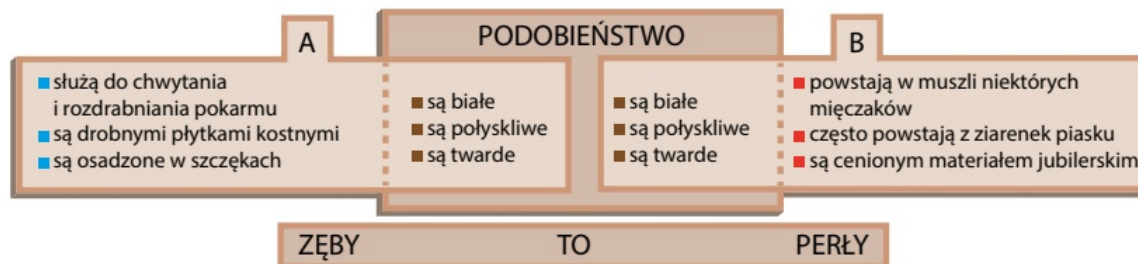 A
PODOBIEŃSTWO
B
służą do chwytania
i rozdrabniania pokarmu
są drobnymi płytkami kostnymi
są osadzone w szczękach
są białe
są połyskliwe
są twarde
są białe
są połyskliwe
są twarde
powstają w muszli niektórych
mięczaków
często powstają z ziarenek piasku
są cenionym materiałem jubilerskim
ZĘBY TO PERŁY